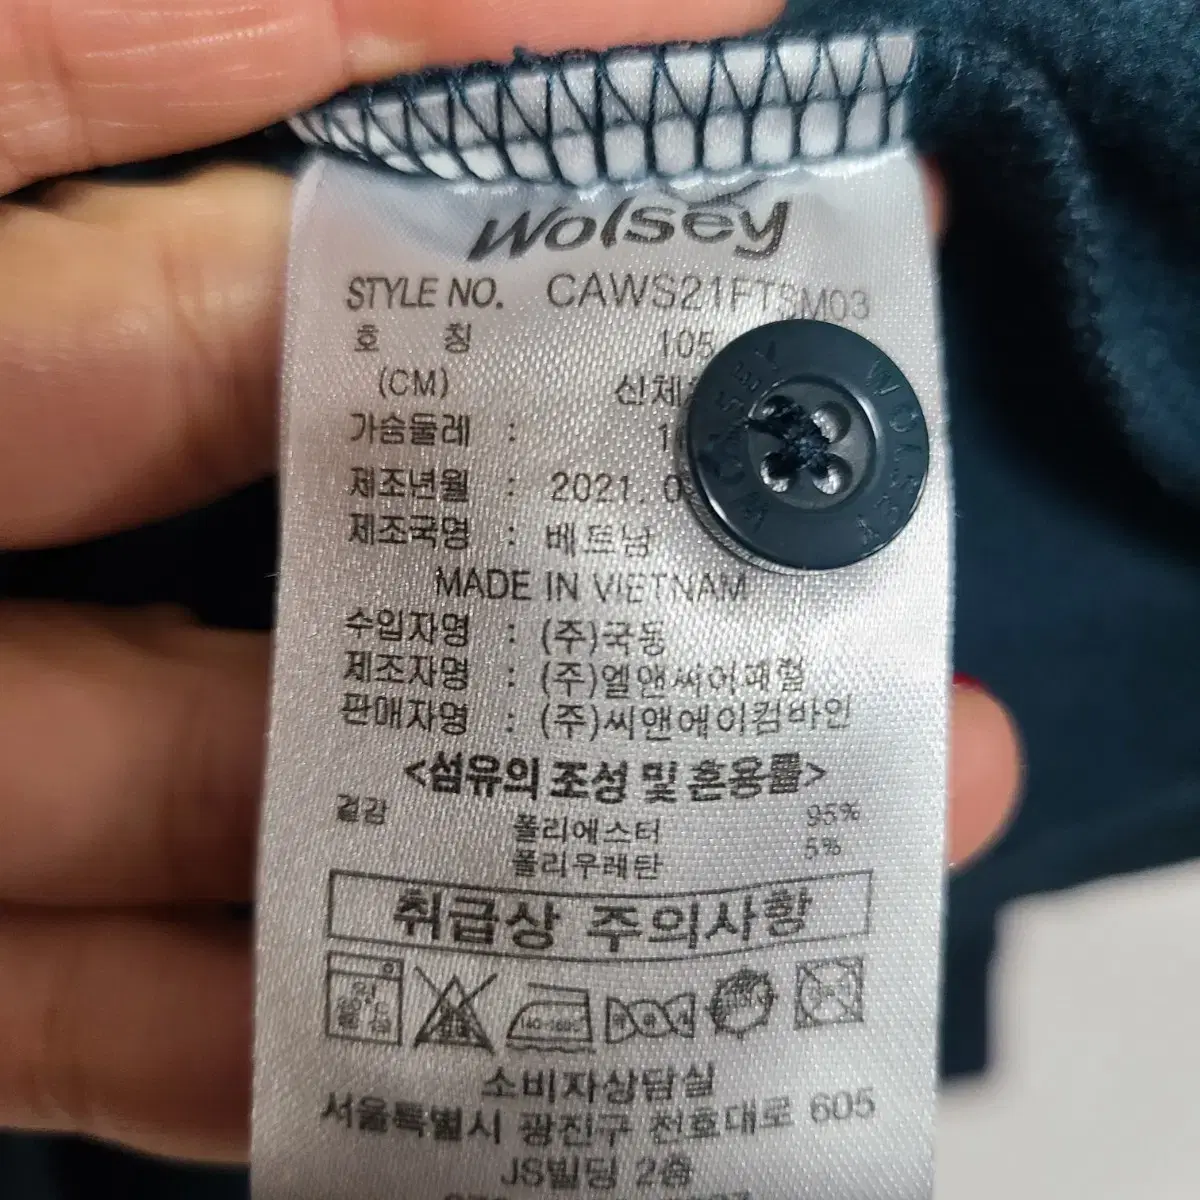 Wolsey
STYLE NO. CAWS21FTSM03
호 칭 105
(CM) 신체
가슴둘레 :
제조년월 : 2021. 0
제조국명 : 베트남
MADE IN VIETNAM
수입자명 : (주)국동
제조자명 : (주)엘앤씨어패럴
판매자명 : (주)씨앤에이컴바인
<섬유의 조성 및 혼용률>
겉감 폴리에스터 95%
폴리우레탄 5%
취급상 주의사항
140~160℃
소비자상담실
서울특별시 광진구 천호대로 605
JS빌딩 2층
WOLSEY